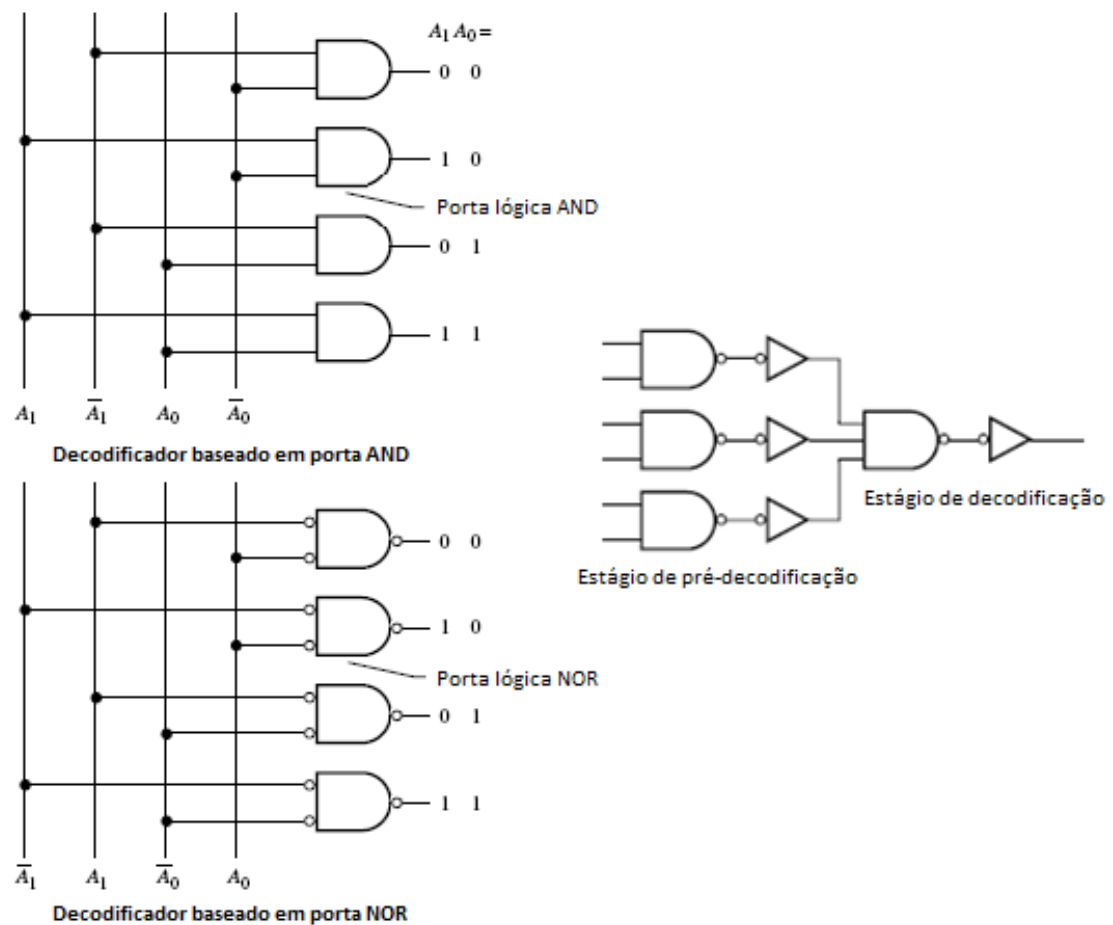 A₁ A₀ =
0 0
1 0
Porta lógica AND
0 1
1 1
A₁ A̅₁ A₀ A̅₀
Decodificador baseado em porta AND
0 0
1 0
Porta lógica NOR
0 1
1 1
A̅₁ A₁ A̅₀ A₀
Decodificador baseado em porta NOR
Estágio de decodificação
Estágio de pré-decodificação